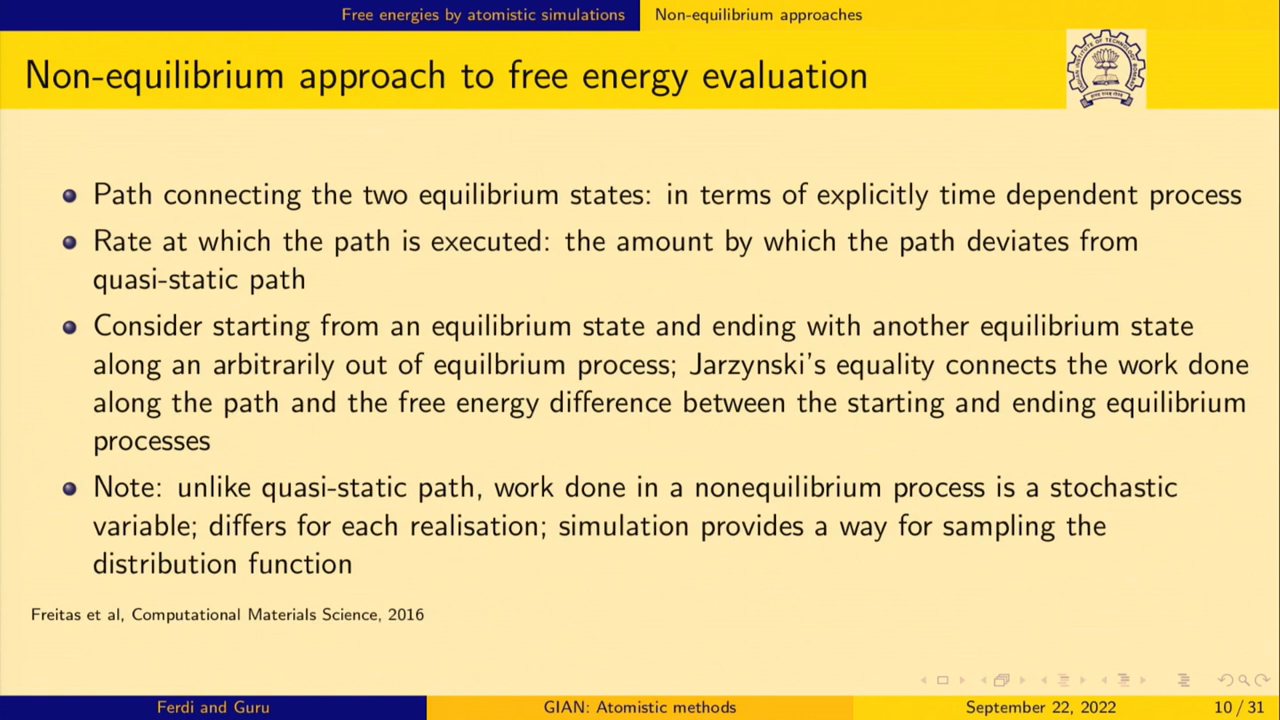 Free energies by atomistic simulations Non-equilibrium approaches
Non-equilibrium approach to free energy evaluation
Path connecting the two equilibrium states: in terms of explicitly time dependent process
Rate at which the path is executed: the amount by which the path deviates from
quasi-static path
Consider starting from an equilibrium state and ending with another equilibrium state
along an arbitrarily out of equilbrium process; Jarzynski's equality connects the work done
along the path and the free energy difference between the starting and ending equilibrium
processes
Note: unlike quasi-static path, work done in a nonequilibrium process is a stochastic
variable; differs for each realisation; simulation provides a way for sampling the
distribution function
Freitas et al, Computational Materials Science, 2016
Ferdi and Guru GIAN: Atomistic methods September 22, 2022 10 / 31